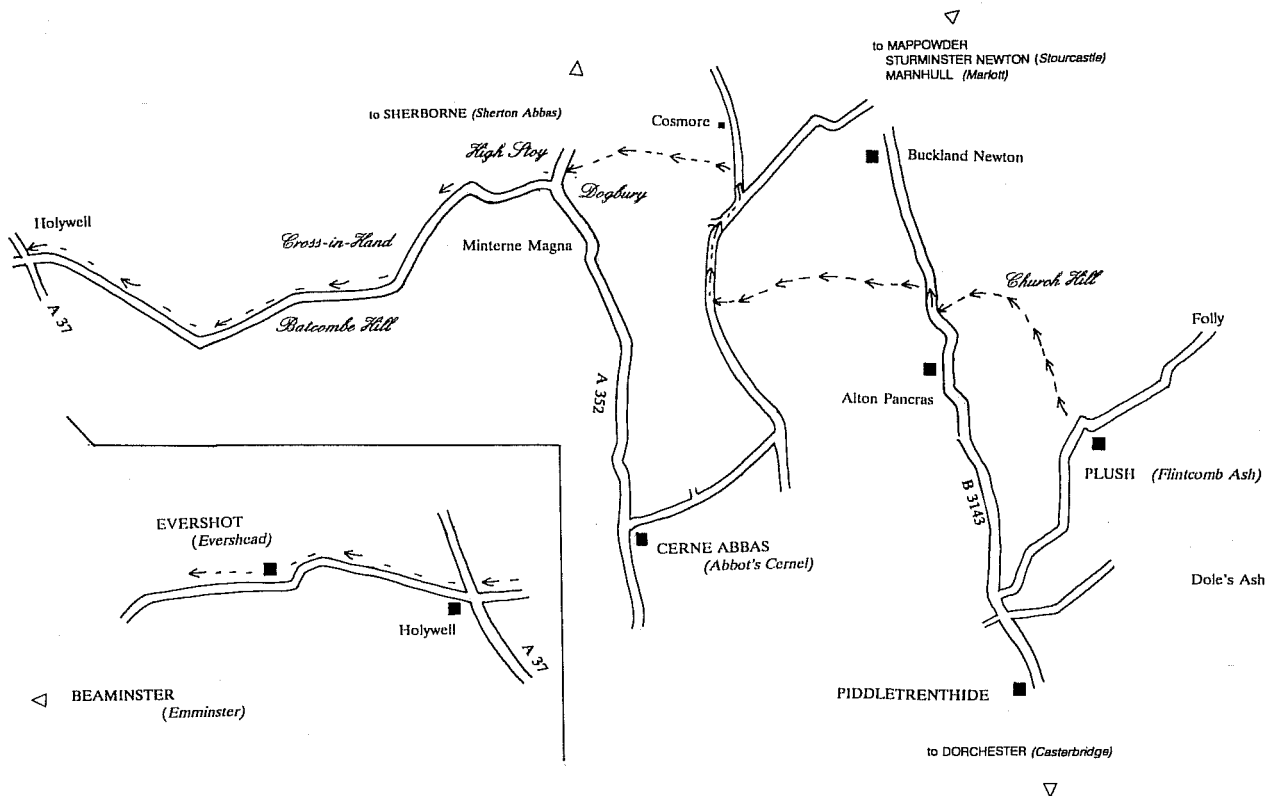 to MAPPOWDER
STURMINSTER NEWTON (Stourcastle)
MARNHULL (Marlott)
to SHERBORNE (Sherton Abbas)
Cosmore
High Stoy
Buckland Newton
Dogbury
Holywell
Cross-in-Hand
Minterne Magna
Church Hill
A 37
Batcombe Hill
Folly
A 352
Alton Pancras
PLUSH (Flintcomb Ash)
B 3143
EVERSHOT
(Evershead)
CERNE ABBAS
(Abbot's Cernel)
Dole's Ash
Holywell
A 37
BEAMINSTER
(Emminster)
PIDDLETRENTHIDE
to DORCHESTER (Casterbridge)